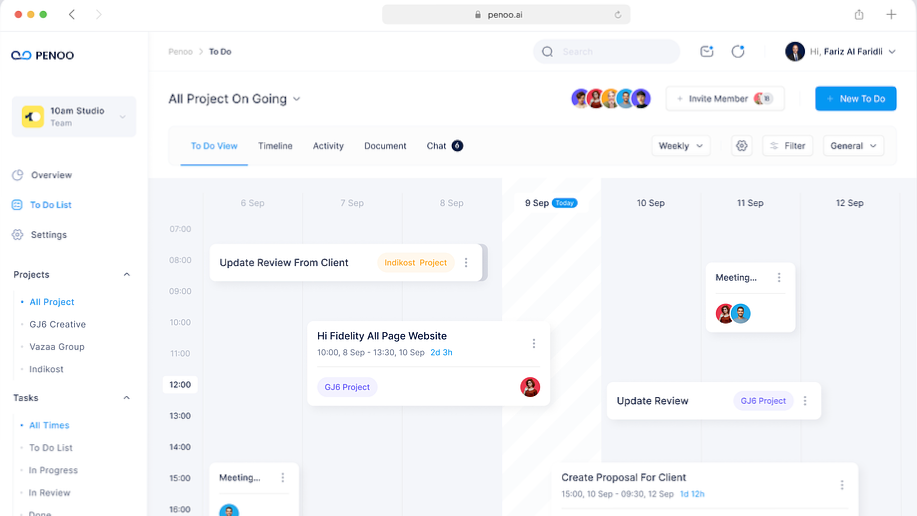 penoo.ai
PENOO
Penoo > To Do
Search
Hi, Fariz Al Faridli
10am Studio
Team
All Project On Going
Invite Member
18
+ New To Do
To Do View
Timeline
Activity
Document
Chat 6
Weekly
Filter
General
Overview
To Do List
Settings
Projects
All Project
GJ6 Creative
Vazaa Group
Indikost
Tasks
All Times
To Do List
In Progress
In Review
Done
6 Sep
7 Sep
8 Sep
9 Sep Today
10 Sep
11 Sep
12 Sep
07:00
08:00
09:00
10:00
11:00
12:00
13:00
14:00
15:00
16:00
Update Review From Client
Indikost Project
Meeting...
Hi Fidelity All Page Website
10:00, 8 Sep - 13:30, 10 Sep 2d 3h
GJ6 Project
Update Review
GJ6 Project
Meeting...
Create Proposal For Client
15:00, 10 Sep - 09:30, 12 Sep 1d 12h